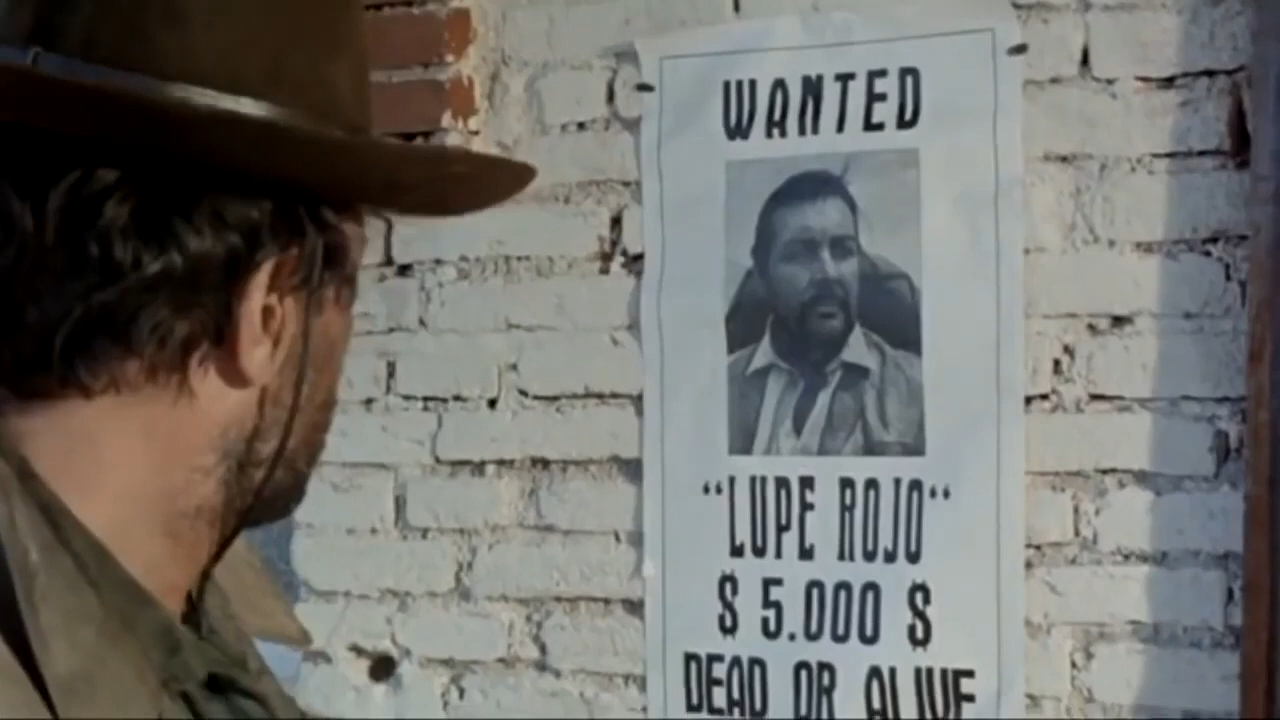 WANTED
“LUPE ROJO“
$ 5.000 $
DEAD OR ALIVE